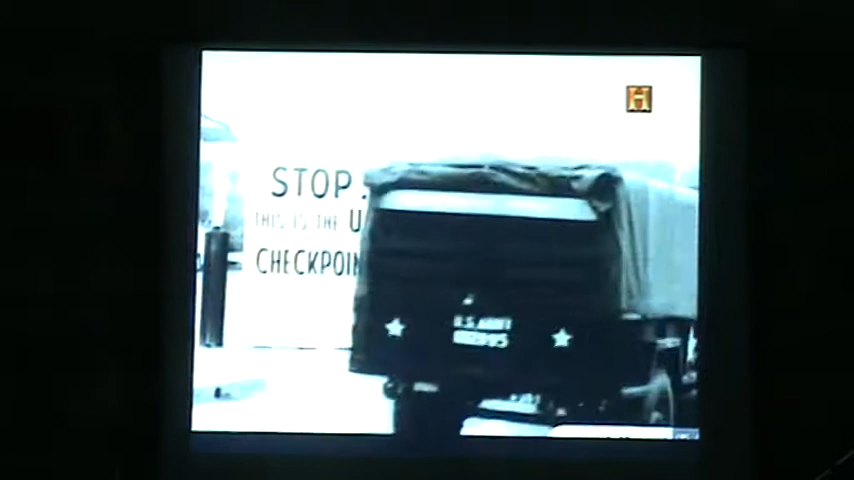 H
STOP
THIS IS THE U
CHECKPOIN
U.S. ARMY